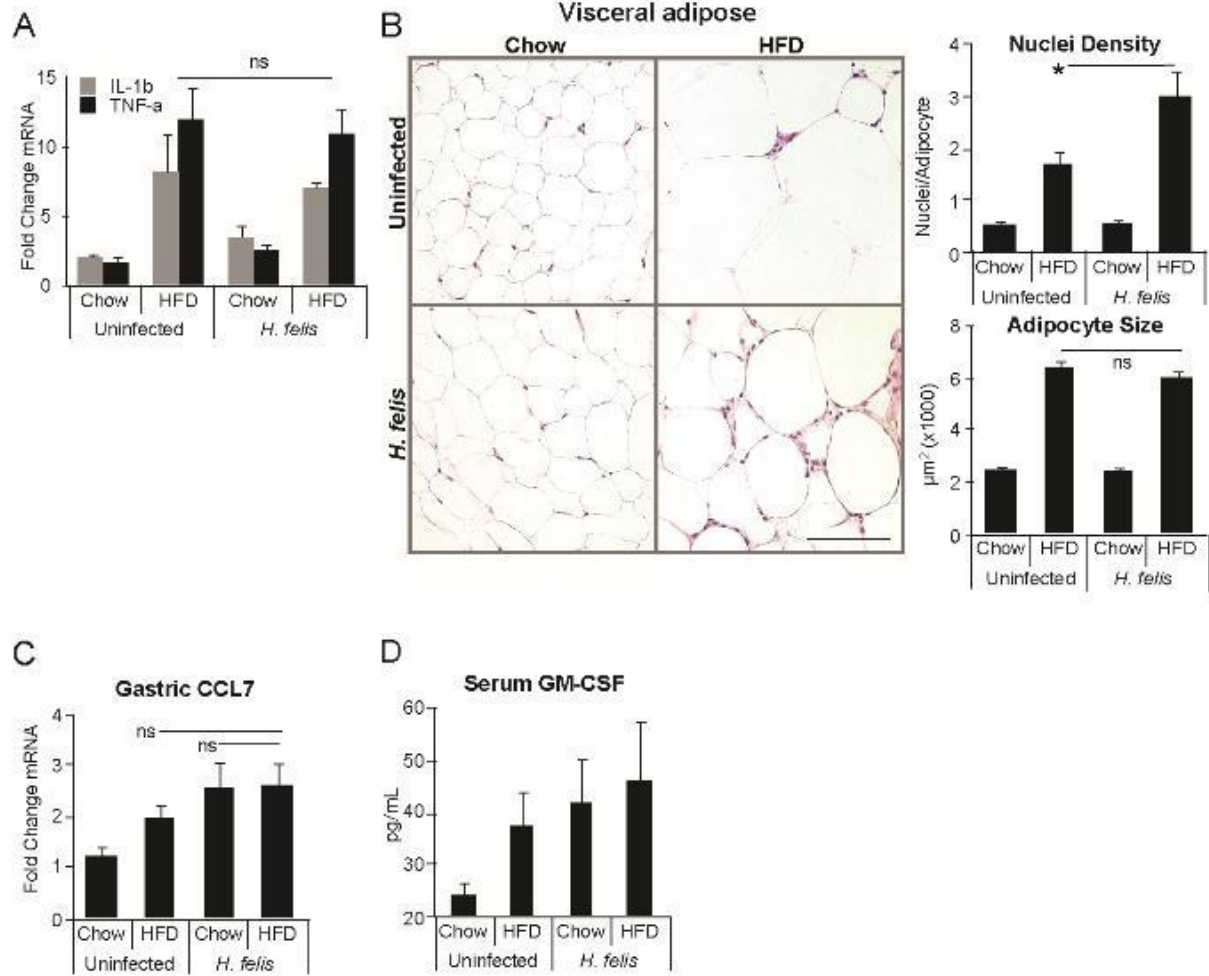 A
15
10
5
0
Fold Change mRNA
IL-1b
TNF-a
ns
Chow
HFD
Chow
HFD
Uninfected
H. felis
B
Visceral adipose
Chow
HFD
Uninfected
H. felis
Nuclei Density
4
3
2
1
0
Nuclei/Adipocyte
*
Chow
HFD
Chow
HFD
Uninfected
H. felis
Adipocyte Size
8
6
4
2
0
µm² (x1000)
ns
Chow
HFD
Chow
HFD
Uninfected
H. felis
C
Gastric CCL7
4
3
2
1
0
Fold Change mRNA
ns
ns
Chow
HFD
Chow
HFD
Uninfected
H. felis
D
Serum GM-CSF
60
50
40
30
20
pg/mL
Chow
HFD
Chow
HFD
Uninfected
H. felis